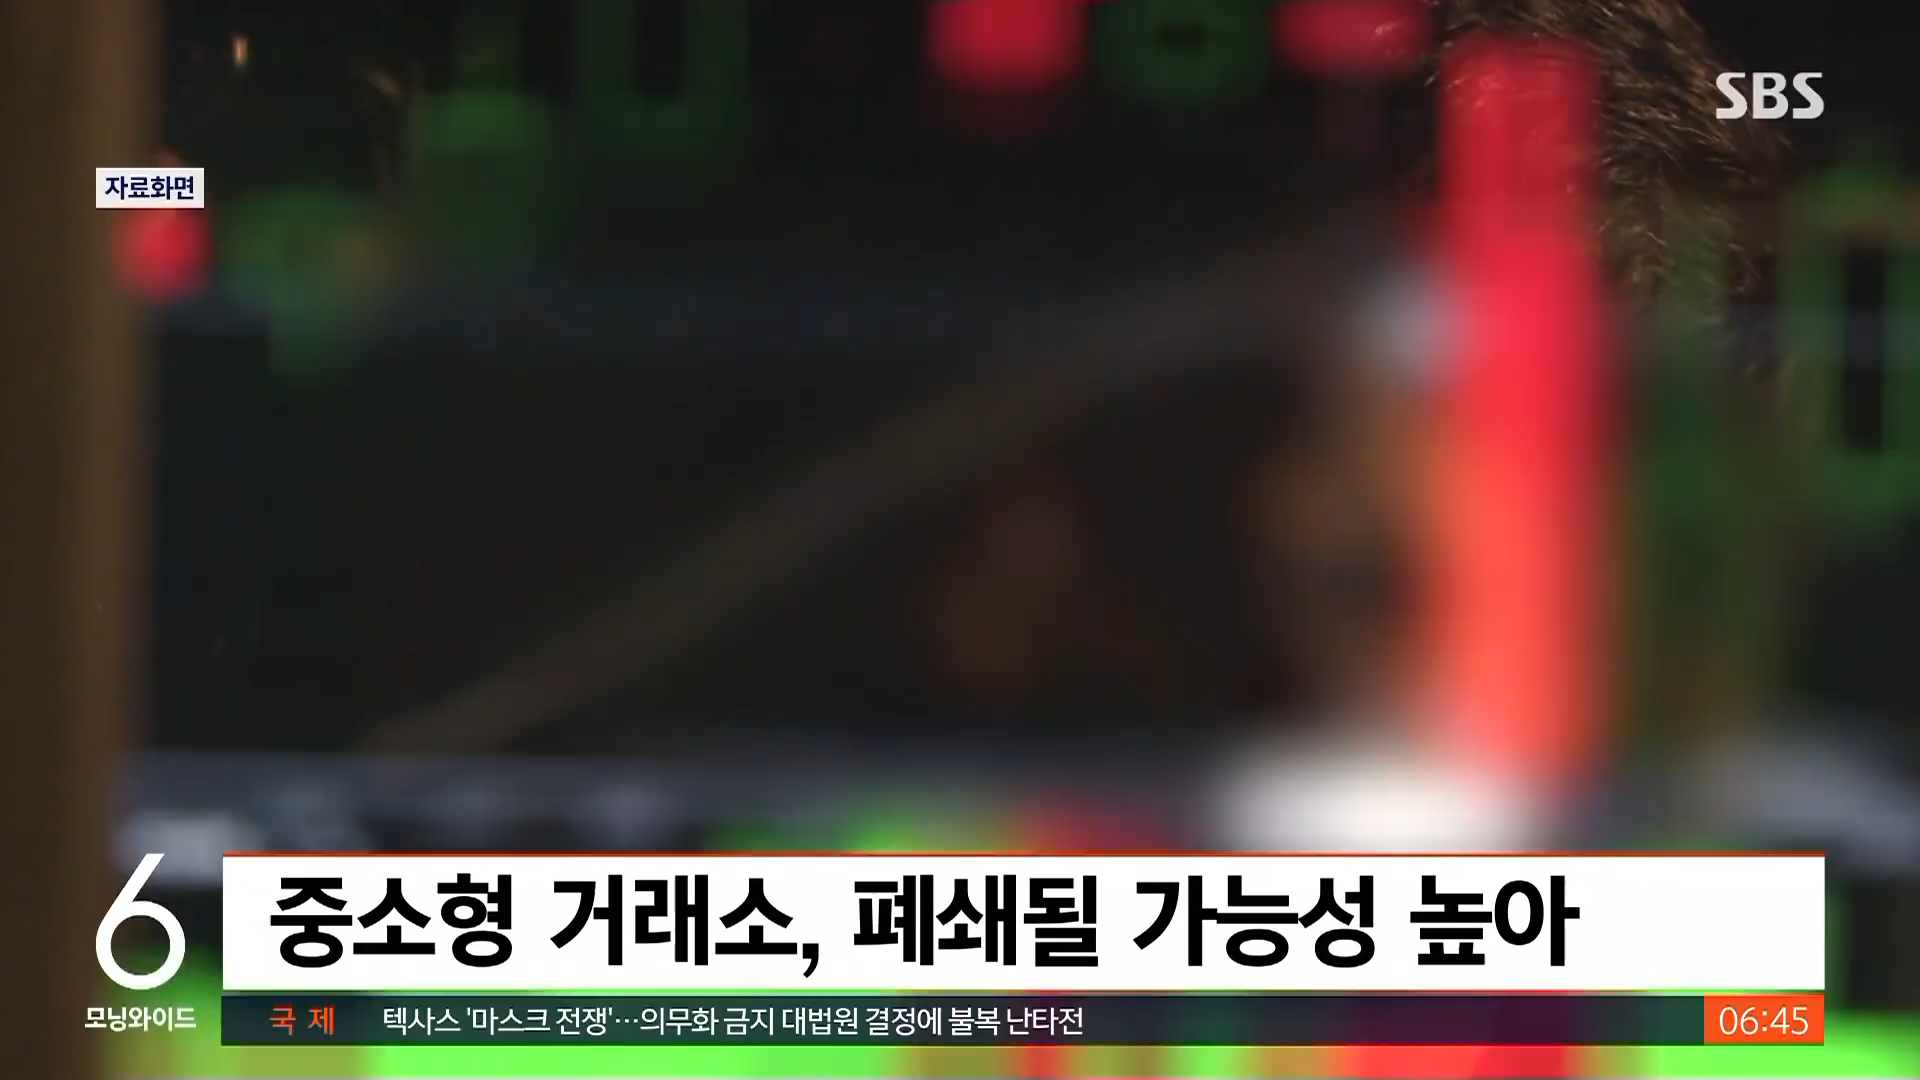 SBS
자료화면
6
중소형 거래소, 폐쇄될 가능성 높아
모닝와이드
국 제 텍사스 '마스크 전쟁'…의무화 금지 대법원 결정에 불복 난타전
06:45